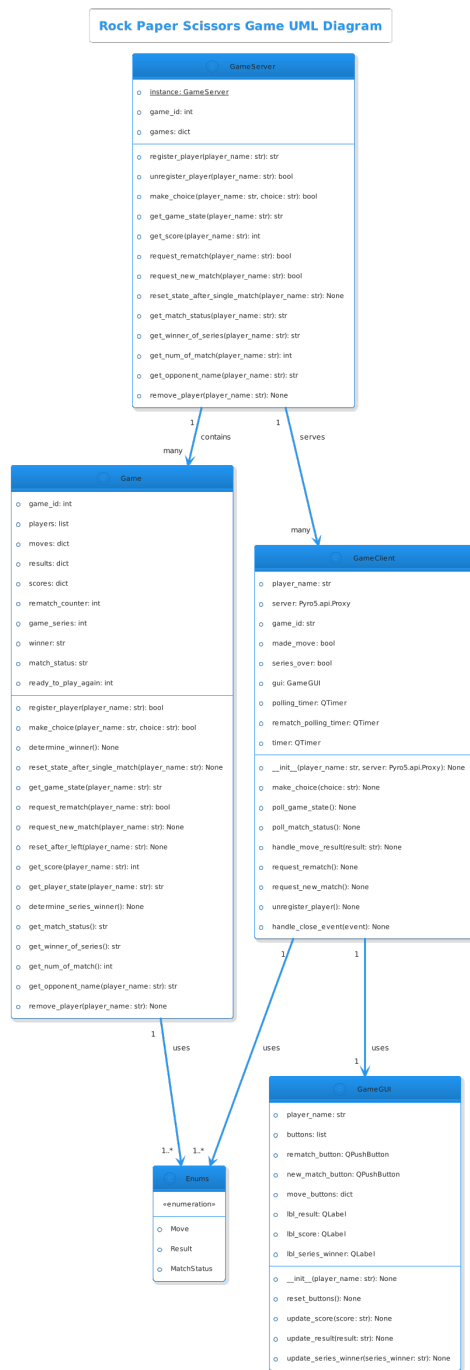 Rock Paper Scissors Game UML Diagram
GameServer
instance: GameServer
game_id: int
games: dict
register_player(player_name: str): str
unregister_player(player_name: str): bool
make_choice(player_name: str, choice: str): bool
get_game_state(player_name: str): str
get_score(player_name: str): int
request_rematch(player_name: str): bool
request_new_match(player_name: str): bool
reset_state_after_single_match(player_name: str): None
get_match_status(player_name: str): str
get_winner_of_series(player_name: str): str
get_num_of_match(player_name: str): int
get_opponent_name(player_name: str): str
remove_player(player_name: str): None
1
contains
many
1
serves
many
Game
game_id: int
players: list
moves: dict
results: dict
scores: dict
rematch_counter: int
game_series: int
winner: str
match_status: str
ready_to_play_again: int
register_player(player_name: str): bool
make_choice(player_name: str, choice: str): bool
determine_winner(): None
reset_state_after_single_match(player_name: str): None
get_game_state(player_name: str): str
request_rematch(player_name: str): bool
request_new_match(player_name: str): None
reset_after_left(player_name: str): None
get_score(player_name: str): int
get_player_state(player_name: str): str
determine_series_winner(): None
get_match_status(): str
get_winner_of_series(): str
get_num_of_match(): int
get_opponent_name(player_name: str): str
remove_player(player_name: str): None
GameClient
player_name: str
server: Pyro5.api.Proxy
game_id: str
made_move: bool
series_over: bool
gui: GameGUI
polling_timer: QTimer
rematch_polling_timer: QTimer
timer: QTimer
__init__(player_name: str, server: Pyro5.api.Proxy): None
make_choice(choice: str): None
poll_game_state(): None
poll_match_status(): None
handle_move_result(result: str): None
request_rematch(): None
request_new_match(): None
unregister_player(): None
handle_close_event(event): None
1
uses
1..*
1
uses
1..*
1
uses
1
Enums
«enumeration»
Move
Result
MatchStatus
GameGUI
player_name: str
buttons: list
rematch_button: QPushButton
new_match_button: QPushButton
move_buttons: dict
lbl_result: QLabel
lbl_score: QLabel
lbl_series_winner: QLabel
__init__(player_name: str): None
reset_buttons(): None
update_score(score: str): None
update_result(result: str): None
update_series_winner(series_winner: str): None